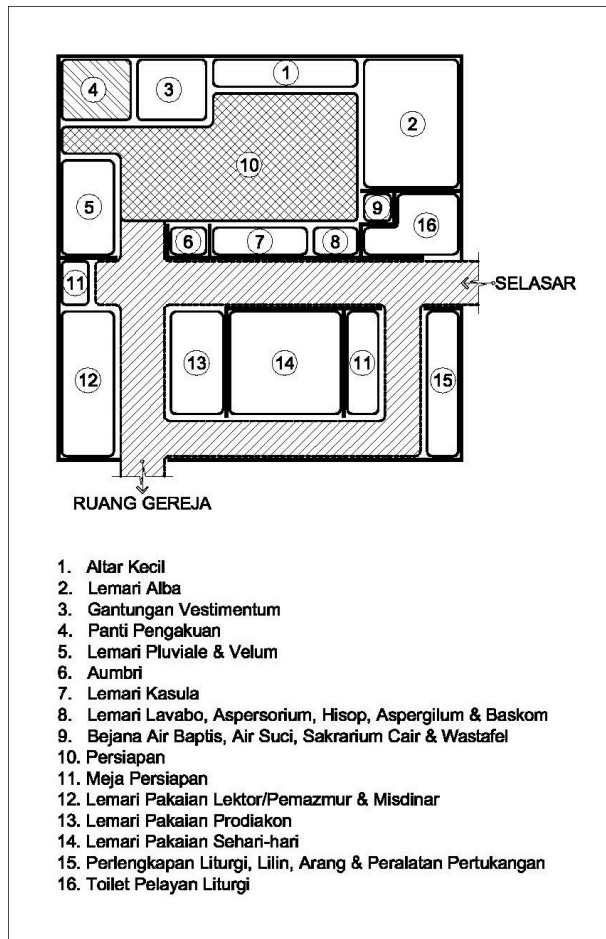 4 3 1
2
10
5 9
16
6 7 8
11
SELASAR
12 13 14 11 15
RUANG GEREJA
1. Altar Kecil
2. Lemari Alba
3. Gantungan Vestimentum
4. Panti Pengakuan
5. Lemari Pluviale & Velum
6. Aumbri
7. Lemari Kasula
8. Lemari Lavabo, Aspersorium, Hisop, Aspergilum & Baskom
9. Bejana Air Baptis, Air Suci, Sakrarium Cair & Wastafel
10. Persiapan
11. Meja Persiapan
12. Lemari Pakaian Lektor/Pemazmur & Misdinar
13. Lemari Pakaian Prodiakon
14. Lemari Pakaian Sehari-hari
15. Perlengkapan Liturgi, Lilin, Arang & Peralatan Pertukangan
16. Toilet Pelayan Liturgi